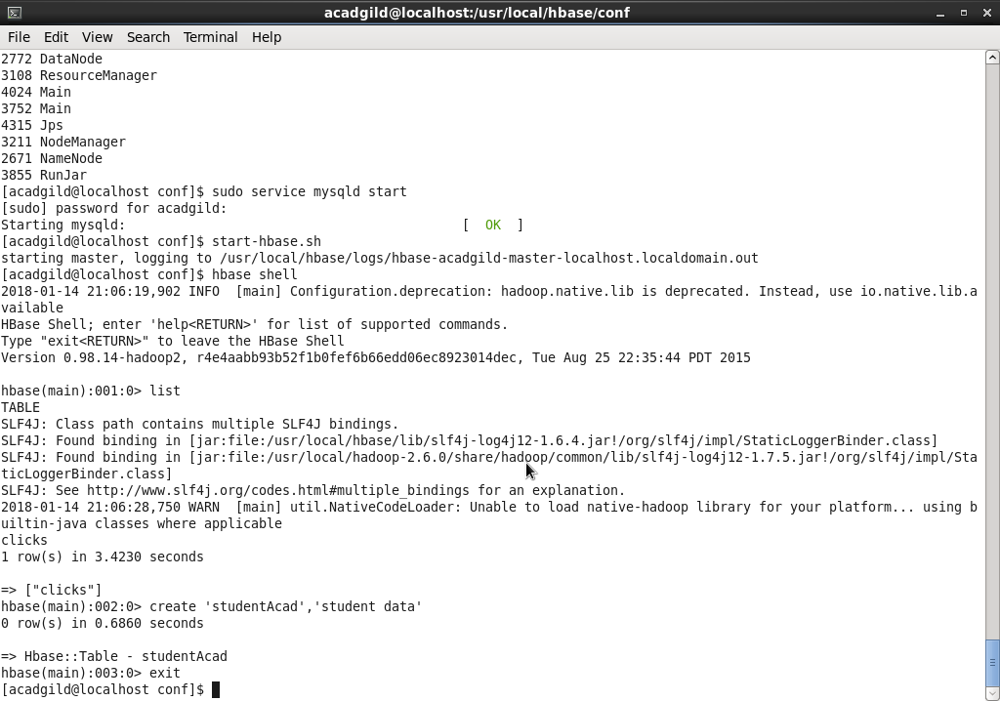 acadgild@localhost:/usr/local/hbase/conf
File Edit View Search Terminal Help
2772 DataNode
3108 ResourceManager
4024 Main
3752 Main
4315 Jps
3211 NodeManager
2671 NameNode
3855 RunJar
[acadgild@localhost conf]$ sudo service mysqld start
[sudo] password for acadgild:
Starting mysqld: [ OK ]
[acadgild@localhost conf]$ start-hbase.sh
starting master, logging to /usr/local/hbase/logs/hbase-acadgild-master-localhost.localdomain.out
[acadgild@localhost conf]$ hbase shell
2018-01-14 21:06:19,902 INFO  [main] Configuration.deprecation: hadoop.native.lib is deprecated. Instead, use io.native.lib.a
vailable
HBase Shell; enter 'help<RETURN>' for list of supported commands.
Type "exit<RETURN>" to leave the HBase Shell
Version 0.98.14-hadoop2, r4e4aabb93b52f1b0fef6b66edd06ec8923014dec, Tue Aug 25 22:35:44 PDT 2015
hbase(main):001:0> list
TABLE
SLF4J: Class path contains multiple SLF4J bindings.
SLF4J: Found binding in [jar:file:/usr/local/hbase/lib/slf4j-log4j12-1.6.4.jar!/org/slf4j/impl/StaticLoggerBinder.class]
SLF4J: Found binding in [jar:file:/usr/local/hadoop-2.6.0/share/hadoop/common/lib/slf4j-log4j12-1.7.5.jar!/org/slf4j/impl/Sta
ticLoggerBinder.class]
SLF4J: See http://www.slf4j.org/codes.html#multiple_bindings for an explanation.
2018-01-14 21:06:28,750 WARN  [main] util.NativeCodeLoader: Unable to load native-hadoop library for your platform... using b
uiltin-java classes where applicable
clicks
1 row(s) in 3.4230 seconds
=> ["clicks"]
hbase(main):002:0> create 'studentAcad','student data'
0 row(s) in 0.6860 seconds
=> Hbase::Table - studentAcad
hbase(main):003:0> exit
[acadgild@localhost conf]$